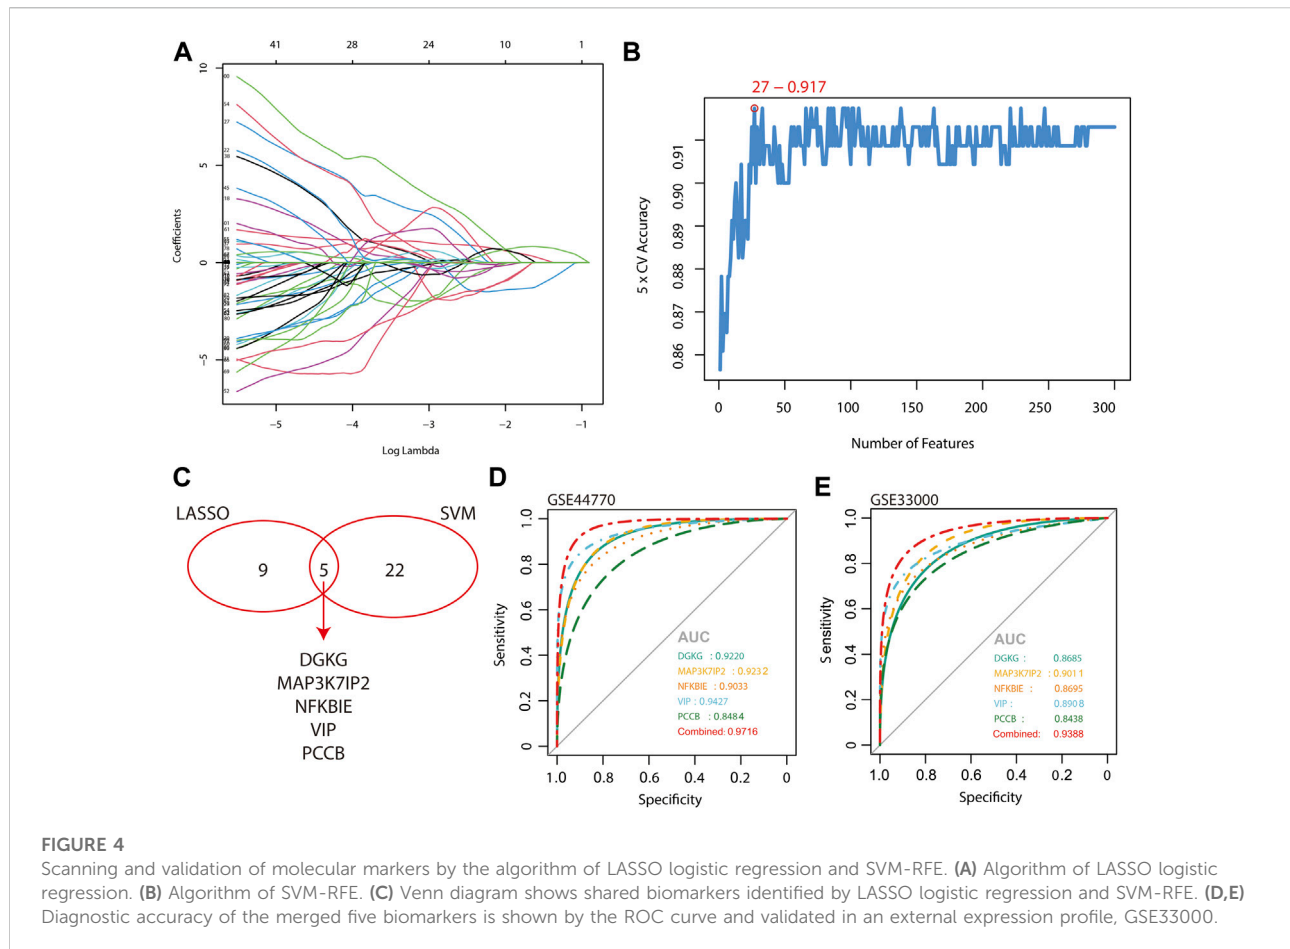 A
41 28 24 10 1
10
5
0
−5
Coefficients
60
54
27
22
38
45
18
61
69
52
−5 −4 −3 −2 −1
Log Lambda
B
27 − 0.917
0.91
0.90
0.89
0.88
0.87
0.86
5 x CV Accuracy
0 50 100 150 200 250 300
Number of Features
C
LASSO
SVM
9 5 22
DGKG
MAP3K7IP2
NFKBIE
VIP
PCCB
D
GSE44770
1.0
0.8
0.6
0.4
0.2
0
Sensitivity
AUC
DGKG : 0.9220
MAP3K7IP2 : 0.9232
NFKBIE : 0.9033
VIP : 0.9427
PCCB : 0.8484
Combined: 0.9716
1.0 0.8 0.6 0.4 0.2 0
Specificity
E
GSE33000
1.0
0.8
0.6
0.4
0.2
0
Sensitivity
AUC
DGKG : 0.8685
MAP3K7IP2 : 0.9011
NFKBIE : 0.8695
VIP : 0.8908
PCCB : 0.8438
Combined: 0.9388
1.0 0.8 0.6 0.4 0.2 0
Specificity
FIGURE 4
Scanning and validation of molecular markers by the algorithm of LASSO logistic regression and SVM-RFE. (A) Algorithm of LASSO logistic
regression. (B) Algorithm of SVM-RFE. (C) Venn diagram shows shared biomarkers identified by LASSO logistic regression and SVM-RFE. (D,E)
Diagnostic accuracy of the merged five biomarkers is shown by the ROC curve and validated in an external expression profile, GSE33000.